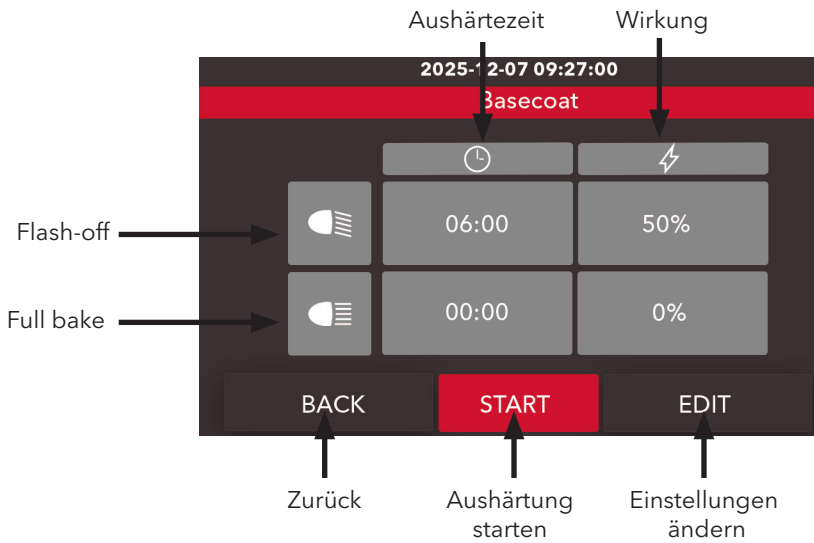 Aushärtezeit
Wirkung
2025-12-07 09:27:00
Basecoat
Flash-off
06:00
50%
Full bake
00:00
0%
BACK
START
EDIT
Zurück
Aushärtung
starten
Einstellungen
ändern